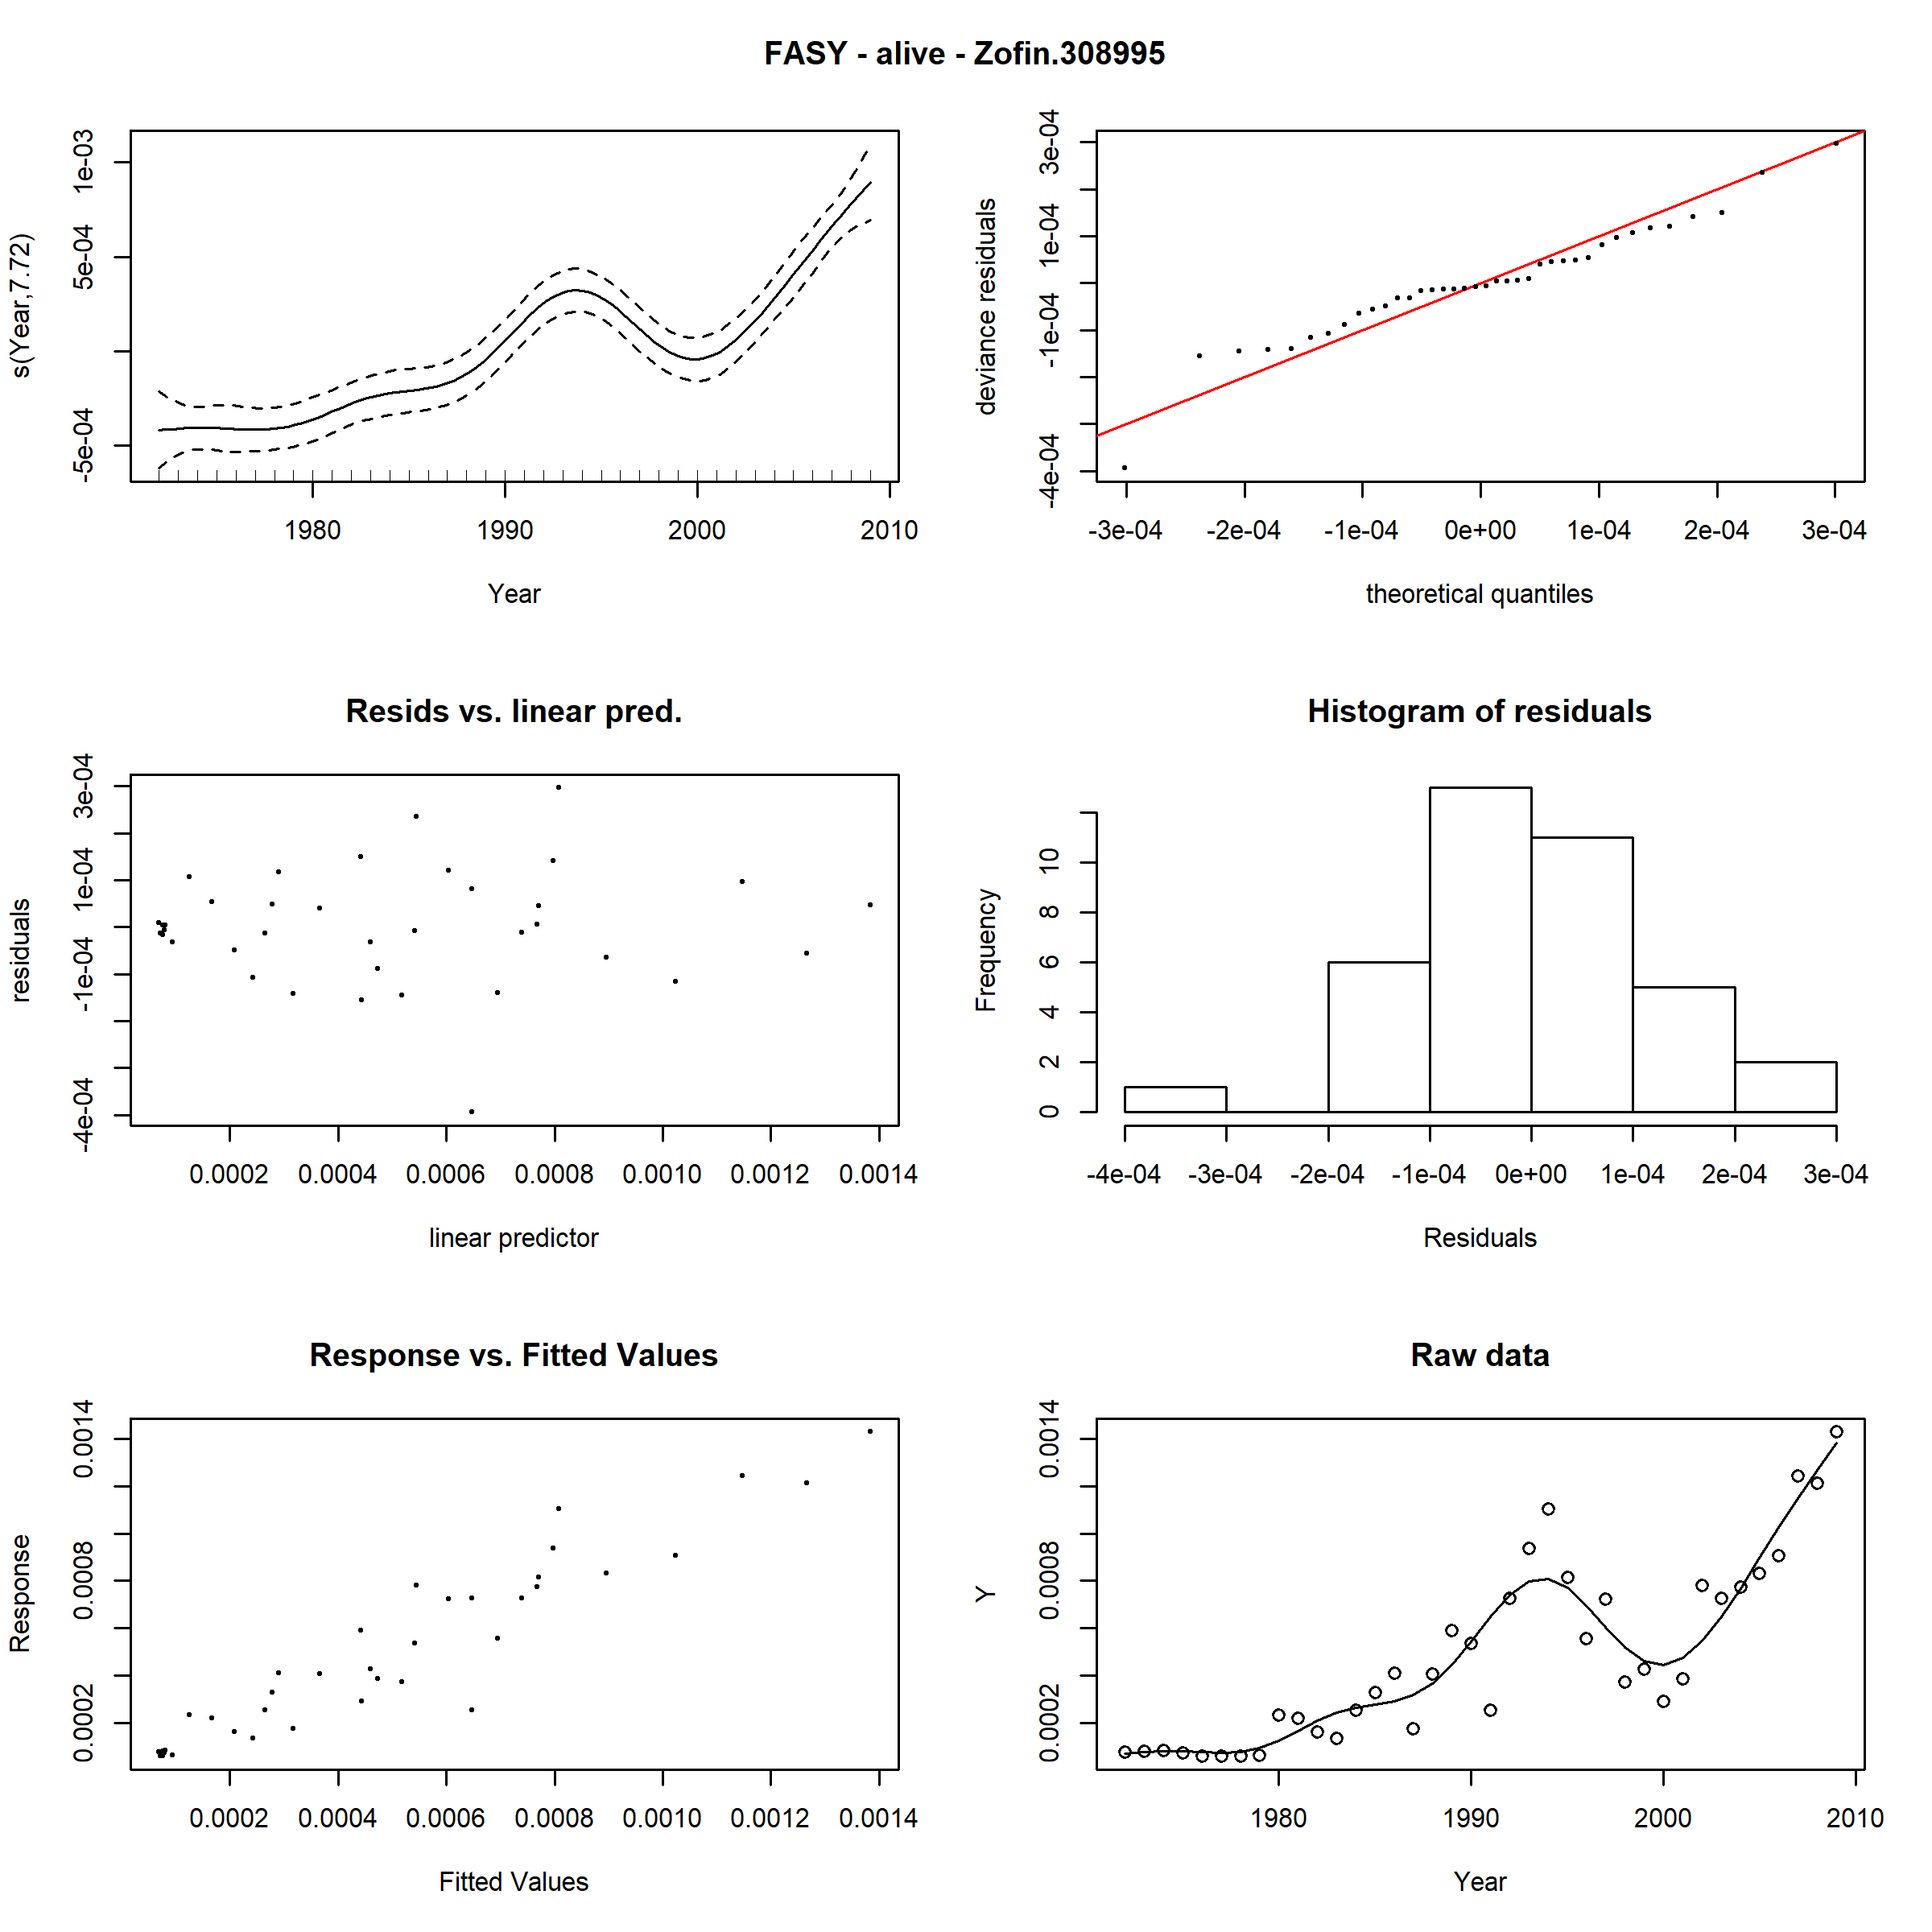 FASY - alive - Zofin.308995
s(Year,7.72)
-5e-04 5e-04 1e-03
1980 1990 2000 2010
Year
deviance residuals
-4e-04 -1e-04 1e-04 3e-04
-3e-04 -2e-04 -1e-04 0e+00 1e-04 2e-04 3e-04
theoretical quantiles
Resids vs. linear pred.
residuals
-4e-04 -1e-04 1e-04 3e-04
0.0002 0.0004 0.0006 0.0008 0.0010 0.0012 0.0014
linear predictor
Histogram of residuals
Frequency
0 2 4 6 8 10
-4e-04 -3e-04 -2e-04 -1e-04 0e+00 1e-04 2e-04 3e-04
Residuals
Response vs. Fitted Values
Response
0.0002 0.0008 0.0014
0.0002 0.0004 0.0006 0.0008 0.0010 0.0012 0.0014
Fitted Values
Raw data
Y
0.0002 0.0008 0.0014
1980 1990 2000 2010
Year